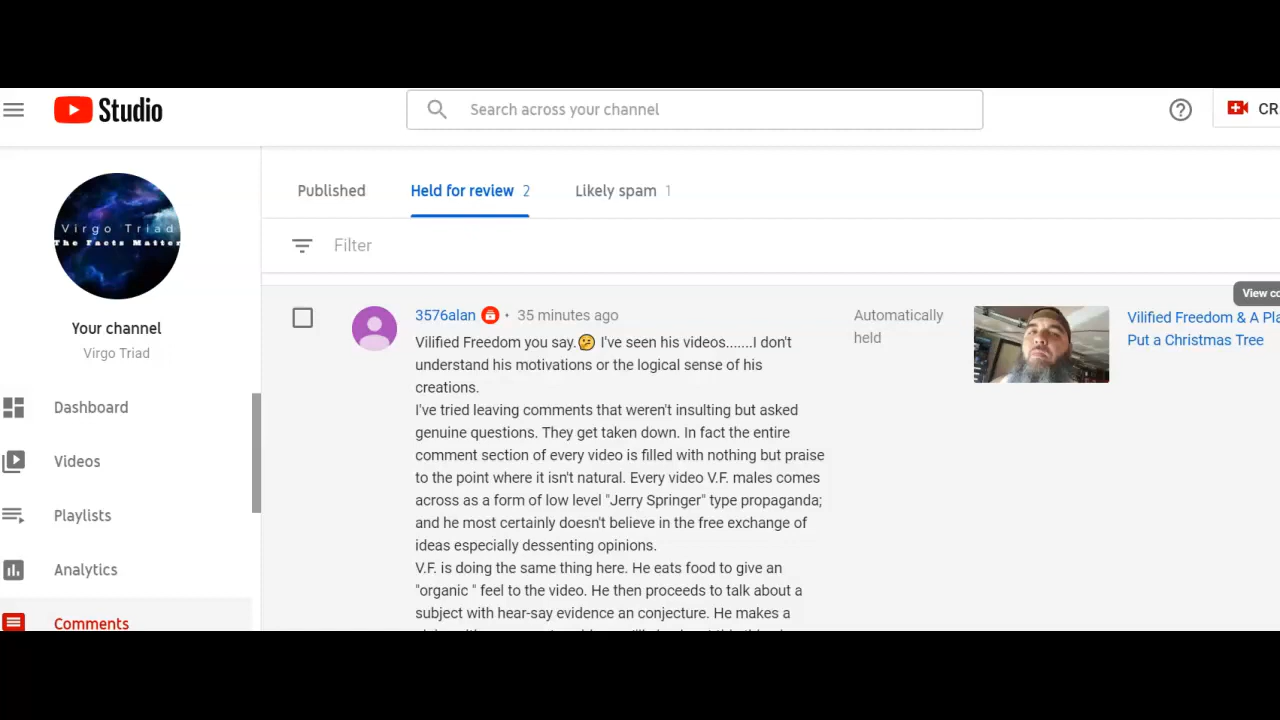 Studio
Search across your channel
CR
Virgo Triad
The Facts Matter
Your channel
Virgo Triad
Dashboard
Videos
Playlists
Analytics
Comments
Published
Held for review 2
Likely spam 1
Filter
3576alan • 35 minutes ago
Vilified Freedom you say.🤔 I've seen his videos.......I don't
understand his motivations or the logical sense of his
creations.
I've tried leaving comments that weren't insulting but asked
genuine questions. They get taken down. In fact the entire
comment section of every video is filled with nothing but praise
to the point where it isn't natural. Every video V.F. males comes
across as a form of low level "Jerry Springer" type propaganda;
and he most certainly doesn't believe in the free exchange of
ideas especially dessenting opinions.
V.F. is doing the same thing here. He eats food to give an
"organic " feel to the video. He then proceeds to talk about a
subject with hear-say evidence an conjecture. He makes a
Automatically
held
View co
Vilified Freedom & A Pla
Put a Christmas Tree